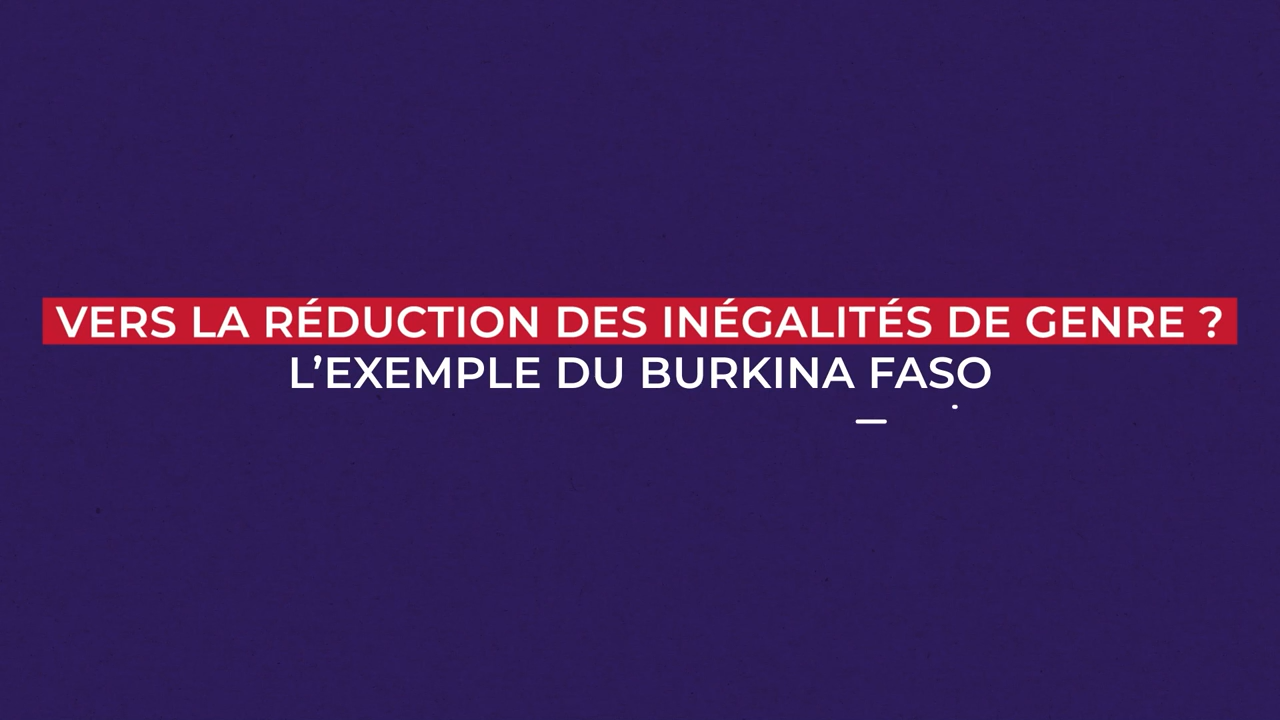 VERS LA RÉDUCTION DES INÉGALITÉS DE GENRE ?
L’EXEMPLE DU BURKINA FASO